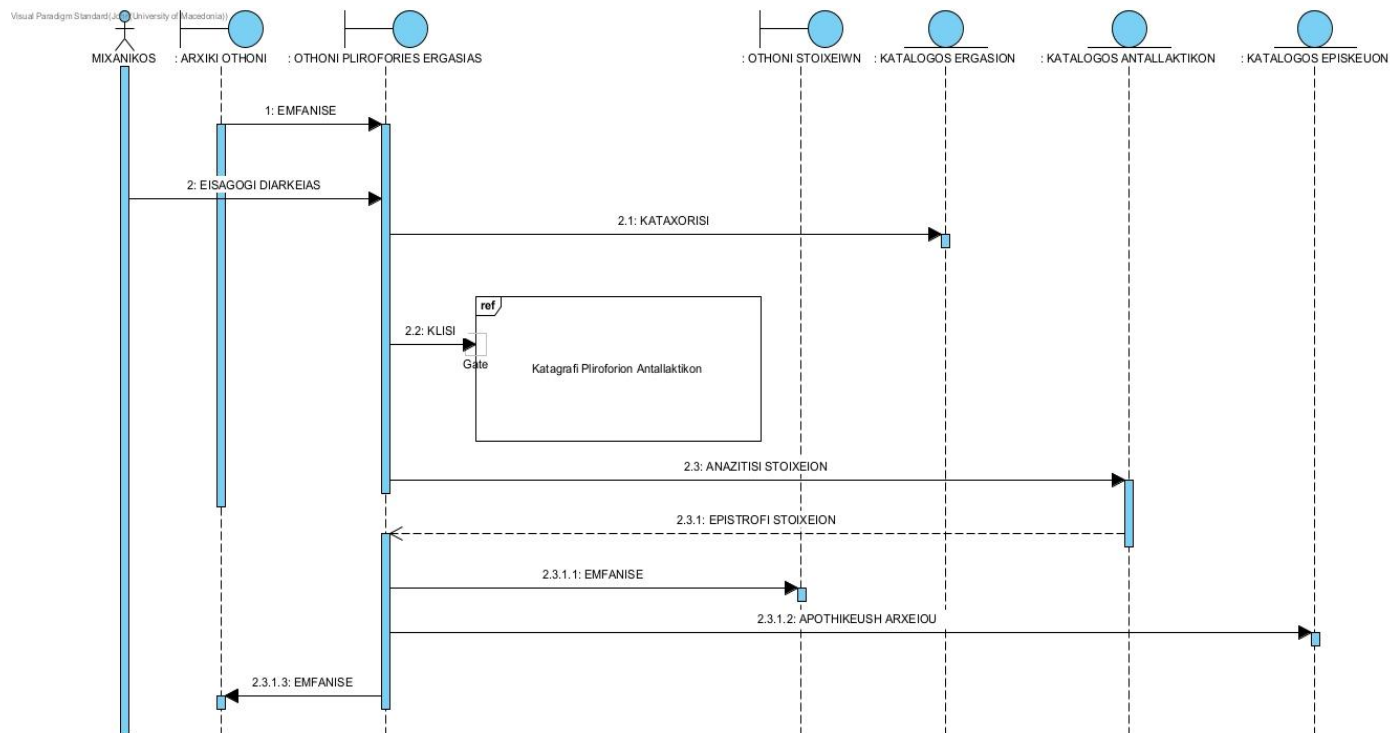 Visual Paradigm Standard(John(University of Macedonia))
MIXANIKOS
: ARXIKI OTHONI
: OTHONI PLIROFORIES ERGASIAS
: OTHONI STOIXEIWN
: KATALOGOS ERGASION
: KATALOGOS ANTALLAKTIKON
: KATALOGOS EPISKEUON
1: EMFANISE
2: EISAGOGI DIARKEIAS
2.1: KATAXORISI
ref
2.2: KLISI
Gate
Katagrafi Pliroforion Antallaktikon
2.3: ANAZITISI STOIXEION
2.3.1: EPISTROFI STOIXEION
2.3.1.1: EMFANISE
2.3.1.2: APOTHIKEUSH ARXEIOU
2.3.1.3: EMFANISE